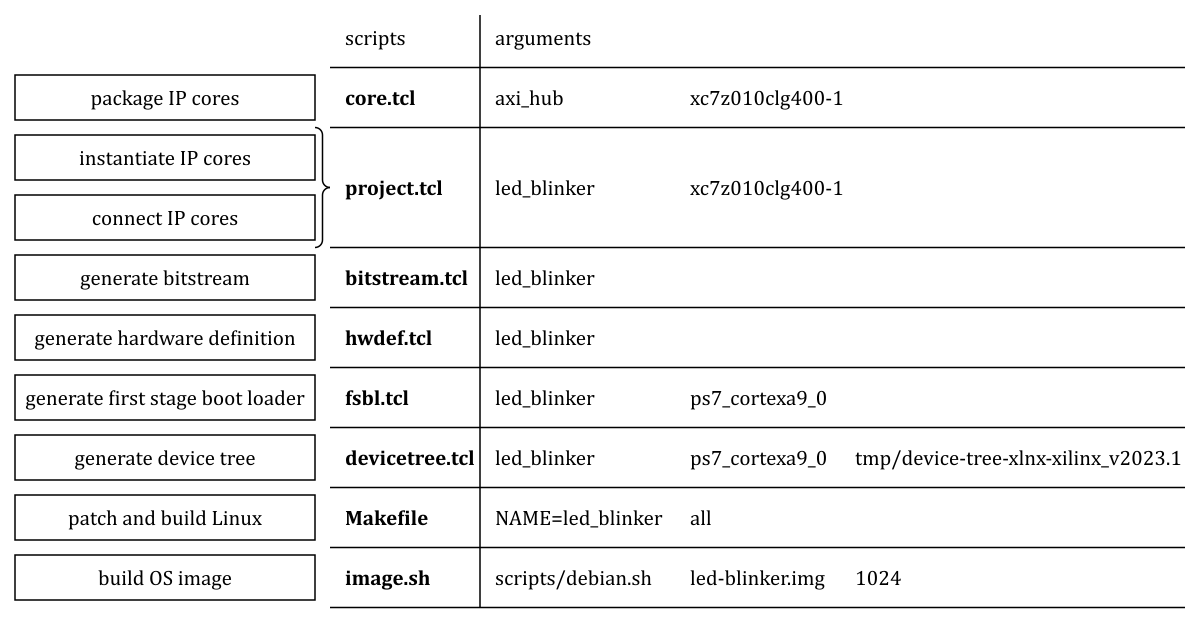 scripts arguments
package IP cores core.tcl axi_hub xc7z010clg400-1
instantiate IP cores
project.tcl led_blinker xc7z010clg400-1
connect IP cores
generate bitstream bitstream.tcl led_blinker
generate hardware definition hwdef.tcl led_blinker
generate first stage boot loader fsbl.tcl led_blinker ps7_cortexa9_0
generate device tree devicetree.tcl led_blinker ps7_cortexa9_0 tmp/device-tree-xlnx-xilinx_v2023.1
patch and build Linux Makefile NAME=led_blinker all
build OS image image.sh scripts/debian.sh led-blinker.img 1024